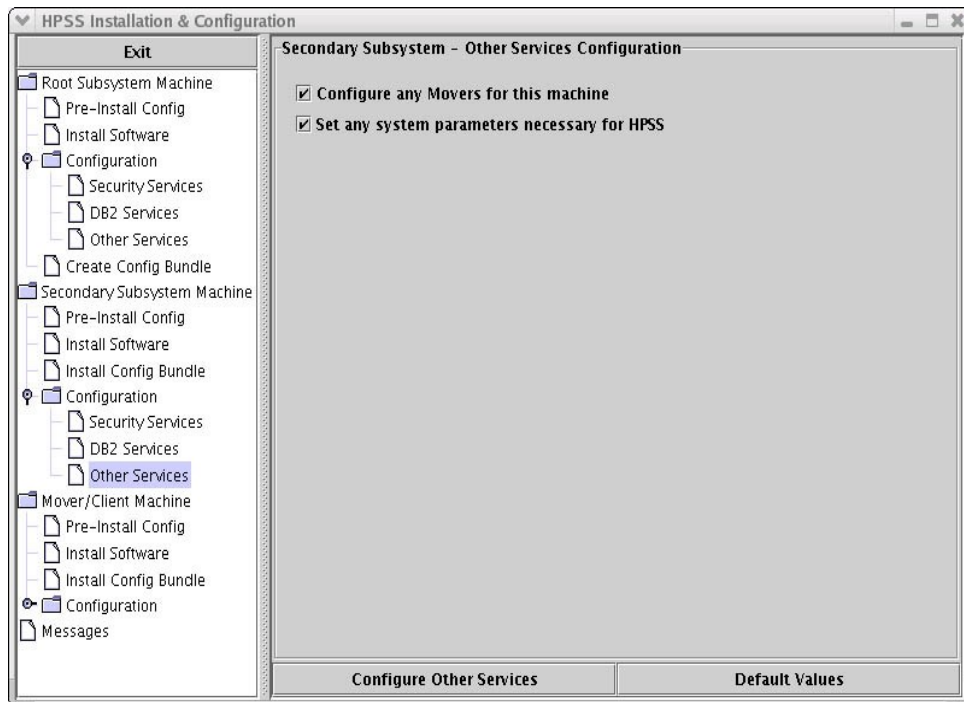 HPSS Installation & Configuration
Exit
Root Subsystem Machine
Pre-Install Config
Install Software
Configuration
Security Services
DB2 Services
Other Services
Create Config Bundle
Secondary Subsystem Machine
Pre-Install Config
Install Software
Install Config Bundle
Configuration
Security Services
DB2 Services
Other Services
Mover/Client Machine
Pre-Install Config
Install Software
Install Config Bundle
Configuration
Messages
Secondary Subsystem - Other Services Configuration
Configure any Movers for this machine
Set any system parameters necessary for HPSS
Configure Other Services
Default Values